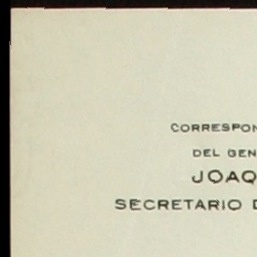 CORRESPON
DEL GEN
JOAQ
SECRETARIO D